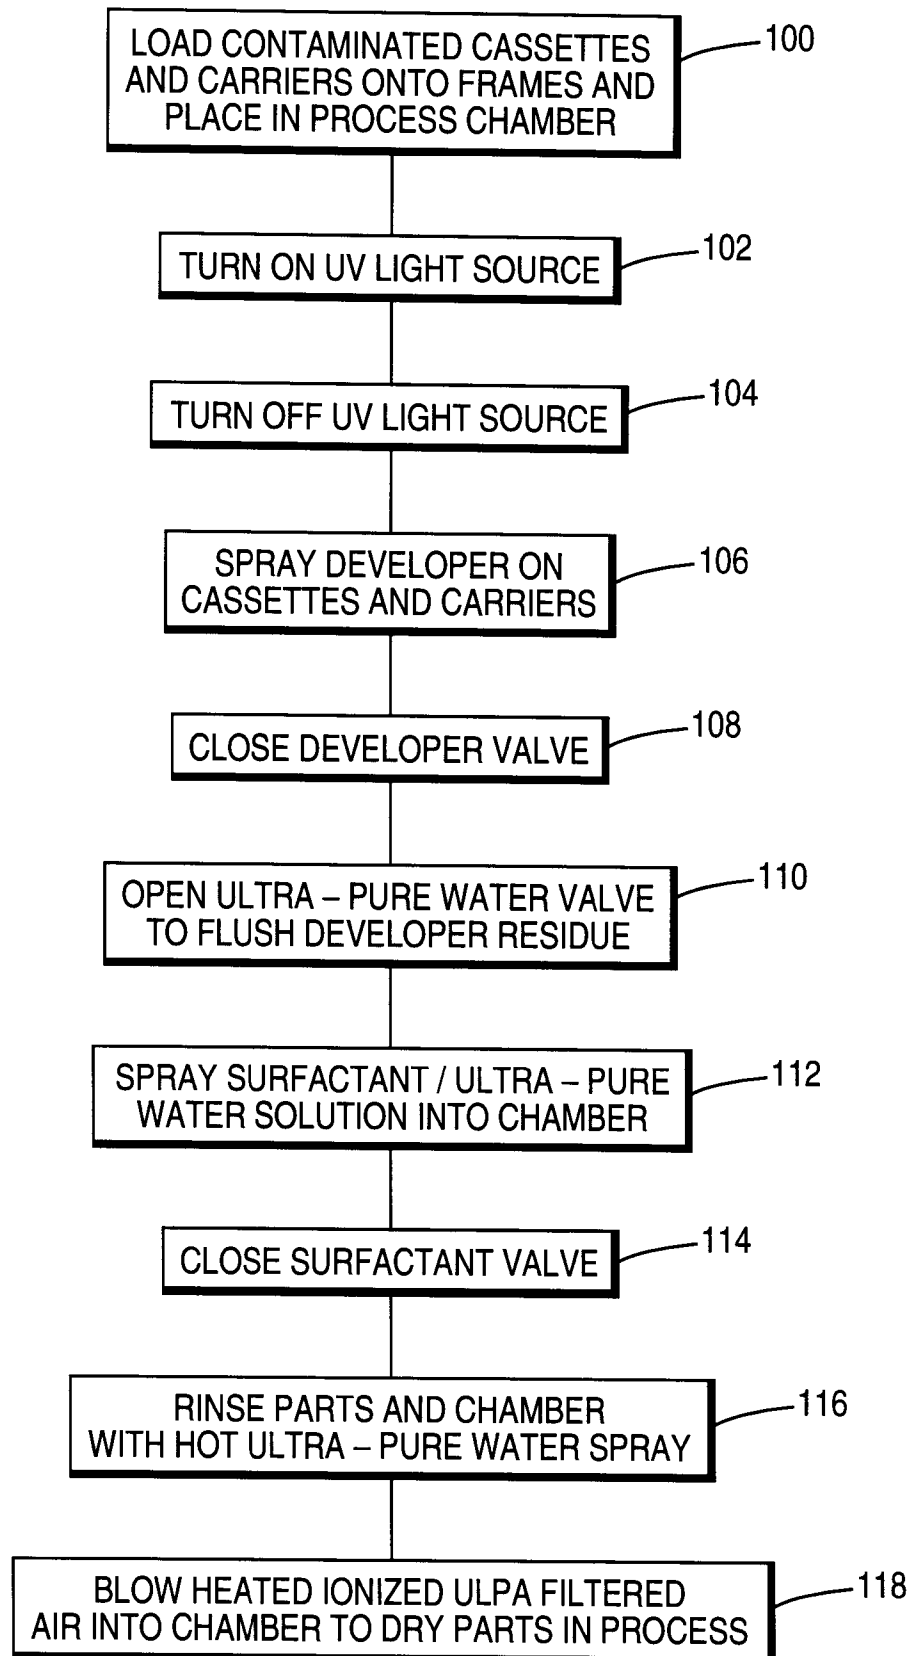 LOAD CONTAMINATED CASSETTES
AND CARRIERS ONTO FRAMES AND
PLACE IN PROCESS CHAMBER
100
TURN ON UV LIGHT SOURCE
102
TURN OFF UV LIGHT SOURCE
104
SPRAY DEVELOPER ON
CASSETTES AND CARRIERS
106
CLOSE DEVELOPER VALVE
108
OPEN ULTRA – PURE WATER VALVE
TO FLUSH DEVELOPER RESIDUE
110
SPRAY SURFACTANT / ULTRA – PURE
WATER SOLUTION INTO CHAMBER
112
CLOSE SURFACTANT VALVE
114
RINSE PARTS AND CHAMBER
WITH HOT ULTRA – PURE WATER SPRAY
116
BLOW HEATED IONIZED ULPA FILTERED
AIR INTO CHAMBER TO DRY PARTS IN PROCESS
118